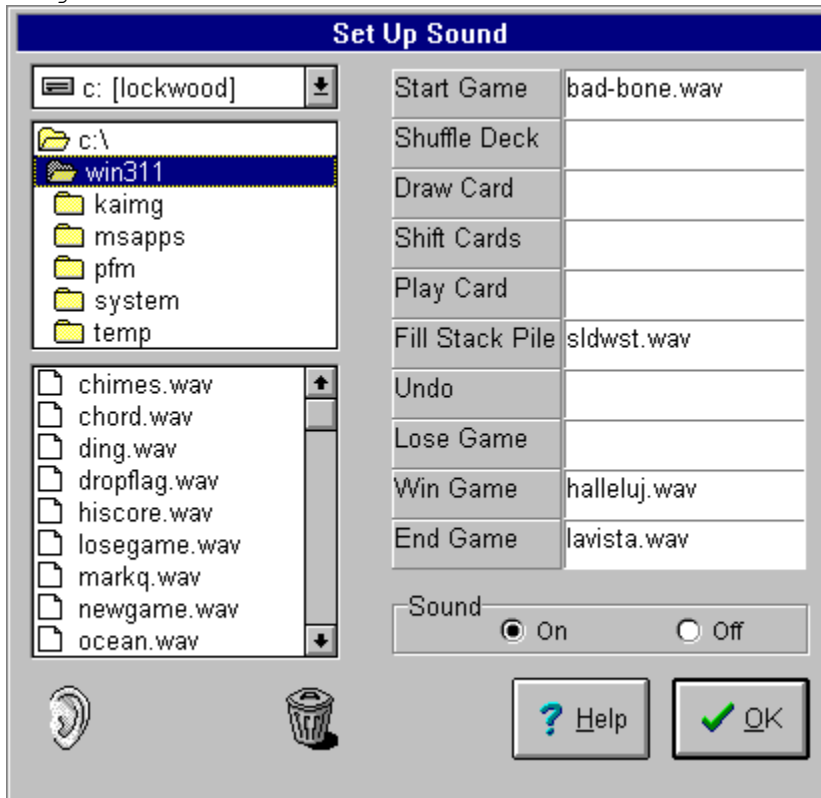 Set Up Sound
c: [lockwood]
c:\
win311
kaimg
msapps
pfm
system
temp
chimes.wav
chord.wav
ding.wav
dropflag.wav
hiscore.wav
losegame.wav
markq.wav
newgame.wav
ocean.wav
Start Game bad-bone.wav
Shuffle Deck
Draw Card
Shift Cards
Play Card
Fill Stack Pile sldwst.wav
Undo
Lose Game
Win Game halleluj.wav
End Game lavista.wav
Sound
On Off
? Help OK